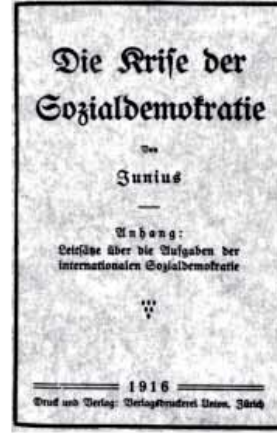 Die Krise der
Sozialdemokratie
Von
Junius
Anhang:
Leitsätze über die Aufgaben der
internationalen Sozialdemokratie
1916
Druck und Verlag: Verlagsdruckerei Union, Zürich